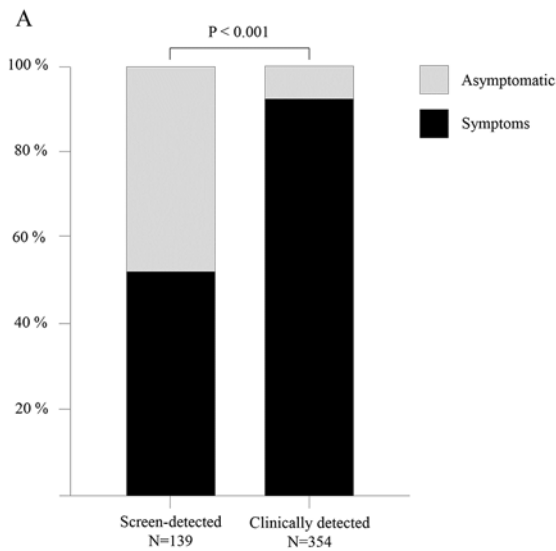 A
P < 0.001
100 %
80 %
60 %
40 %
20 %
Asymptomatic
Symptoms
Screen-detected
N=139
Clinically detected
N=354